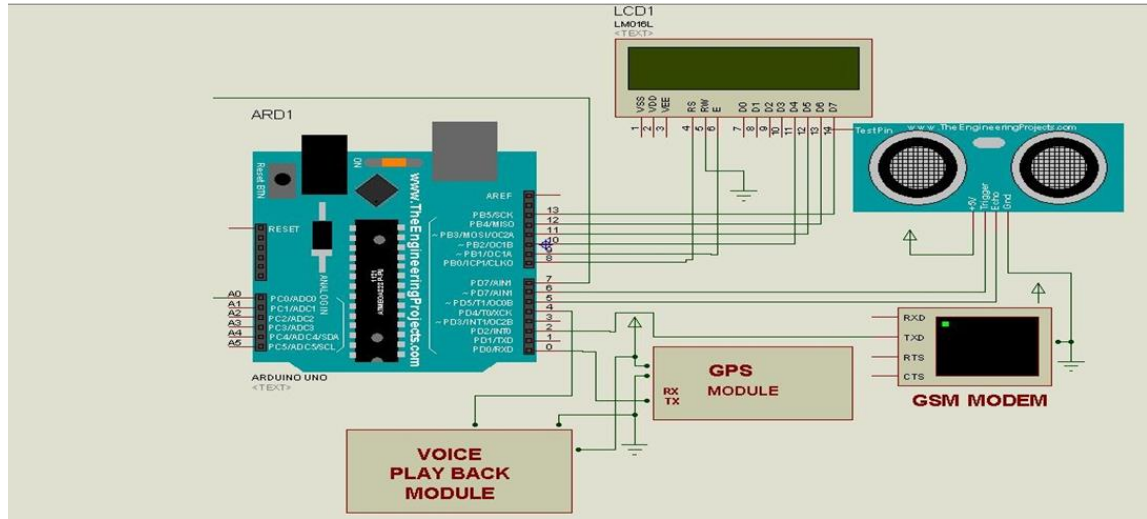 LCD1
LM016L
<TEXT>
VSS
VDD
VEE
RS
RW
E
D0
D1
D2
D3
D4
D5
D6
D7
1
2
3
4
5
6
7
8
9
10
11
12
13
14
TestPin
www.TheEngineeringProjects.com
+5V
Trigger
Echo
Gnd
ARD1
Reset BTN
ON
www.TheEngineeringProjects.com
ANALOG IN
RESET
A0 PC0/ADC0
A1 PC1/ADC1
A2 PC2/ADC2
A3 PC3/ADC3
A4 PC4/ADC4/SDA
A5 PC5/ADC5/SCL
AREF
PB5/SCK 13
PB4/MISO 12
~PB3/MOSI/OC2A 11
~PB2/OC1B 10
~PB1/OC1A 9
PB0/ICP1/CLKO 8
PD7/AIN1 7
~PD7/AIN1 6
~PD5/T1/OC0B 5
PD4/T0/XCK 4
~PD3/INT1/OC2B 3
PD2/INT0 2
PD1/TXD 1
PD0/RXD 0
ARDUINO UNO
<TEXT>
GPS
MODULE
RX
TX
RXD
TXD
RTS
CTS
GSM MODEM
VOICE
PLAY BACK
MODULE